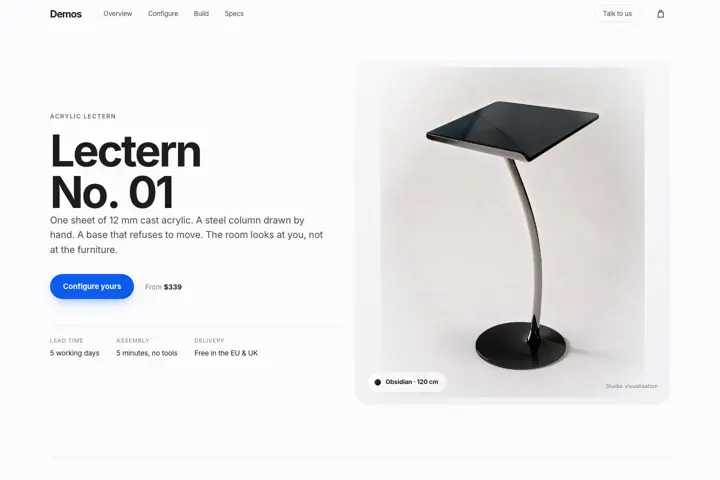 Demos
Overview
Configure
Build
Specs
Talk to us
ACRYLIC LECTERN
Lectern
No. 01
One sheet of 12 mm cast acrylic. A steel column drawn by
hand. A base that refuses to move. The room looks at you, not
at the furniture.
Configure yours
From $339
LEAD TIME
5 working days
ASSEMBLY
5 minutes, no tools
DELIVERY
Free in the EU & UK
Obsidian · 120 cm
Studio visualisation